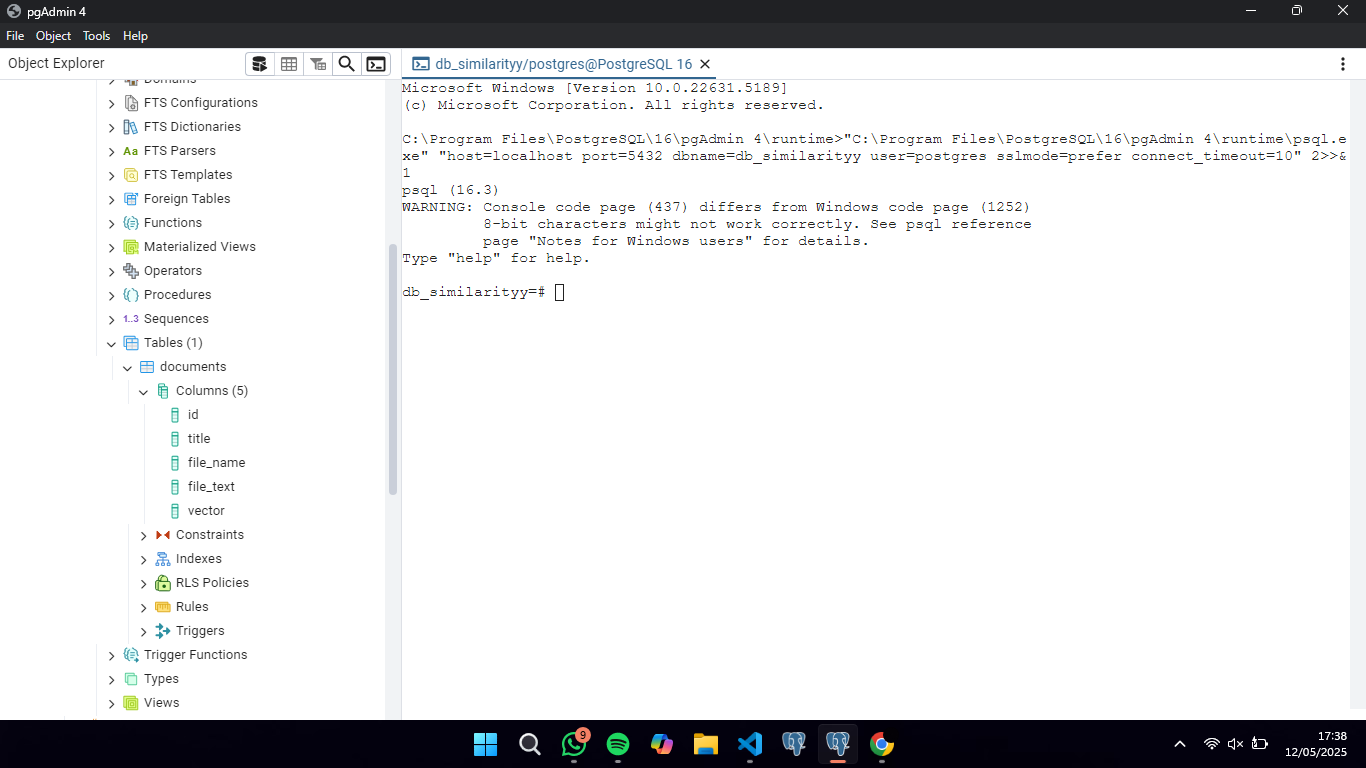 pgAdmin 4
File Object Tools Help
Object Explorer
db_similarityy/postgres@PostgreSQL 16
Domains
FTS Configurations
FTS Dictionaries
Aa FTS Parsers
FTS Templates
Foreign Tables
Functions
Materialized Views
Operators
Procedures
1..3 Sequences
Tables (1)
documents
Columns (5)
id
title
file_name
file_text
vector
Constraints
Indexes
RLS Policies
Rules
Triggers
Trigger Functions
Types
Views
Microsoft Windows [Version 10.0.22631.5189]
(c) Microsoft Corporation. All rights reserved.
C:\Program Files\PostgreSQL\16\pgAdmin 4\runtime>"C:\Program Files\PostgreSQL\16\pgAdmin 4\runtime\psql.e
xe" "host=localhost port=5432 dbname=db_similarityy user=postgres sslmode=prefer connect_timeout=10" 2>>&
1
psql (16.3)
WARNING: Console code page (437) differs from Windows code page (1252)
8-bit characters might not work correctly. See psql reference
page "Notes for Windows users" for details.
Type "help" for help.
db_similarityy=#
9
17:38
12/05/2025